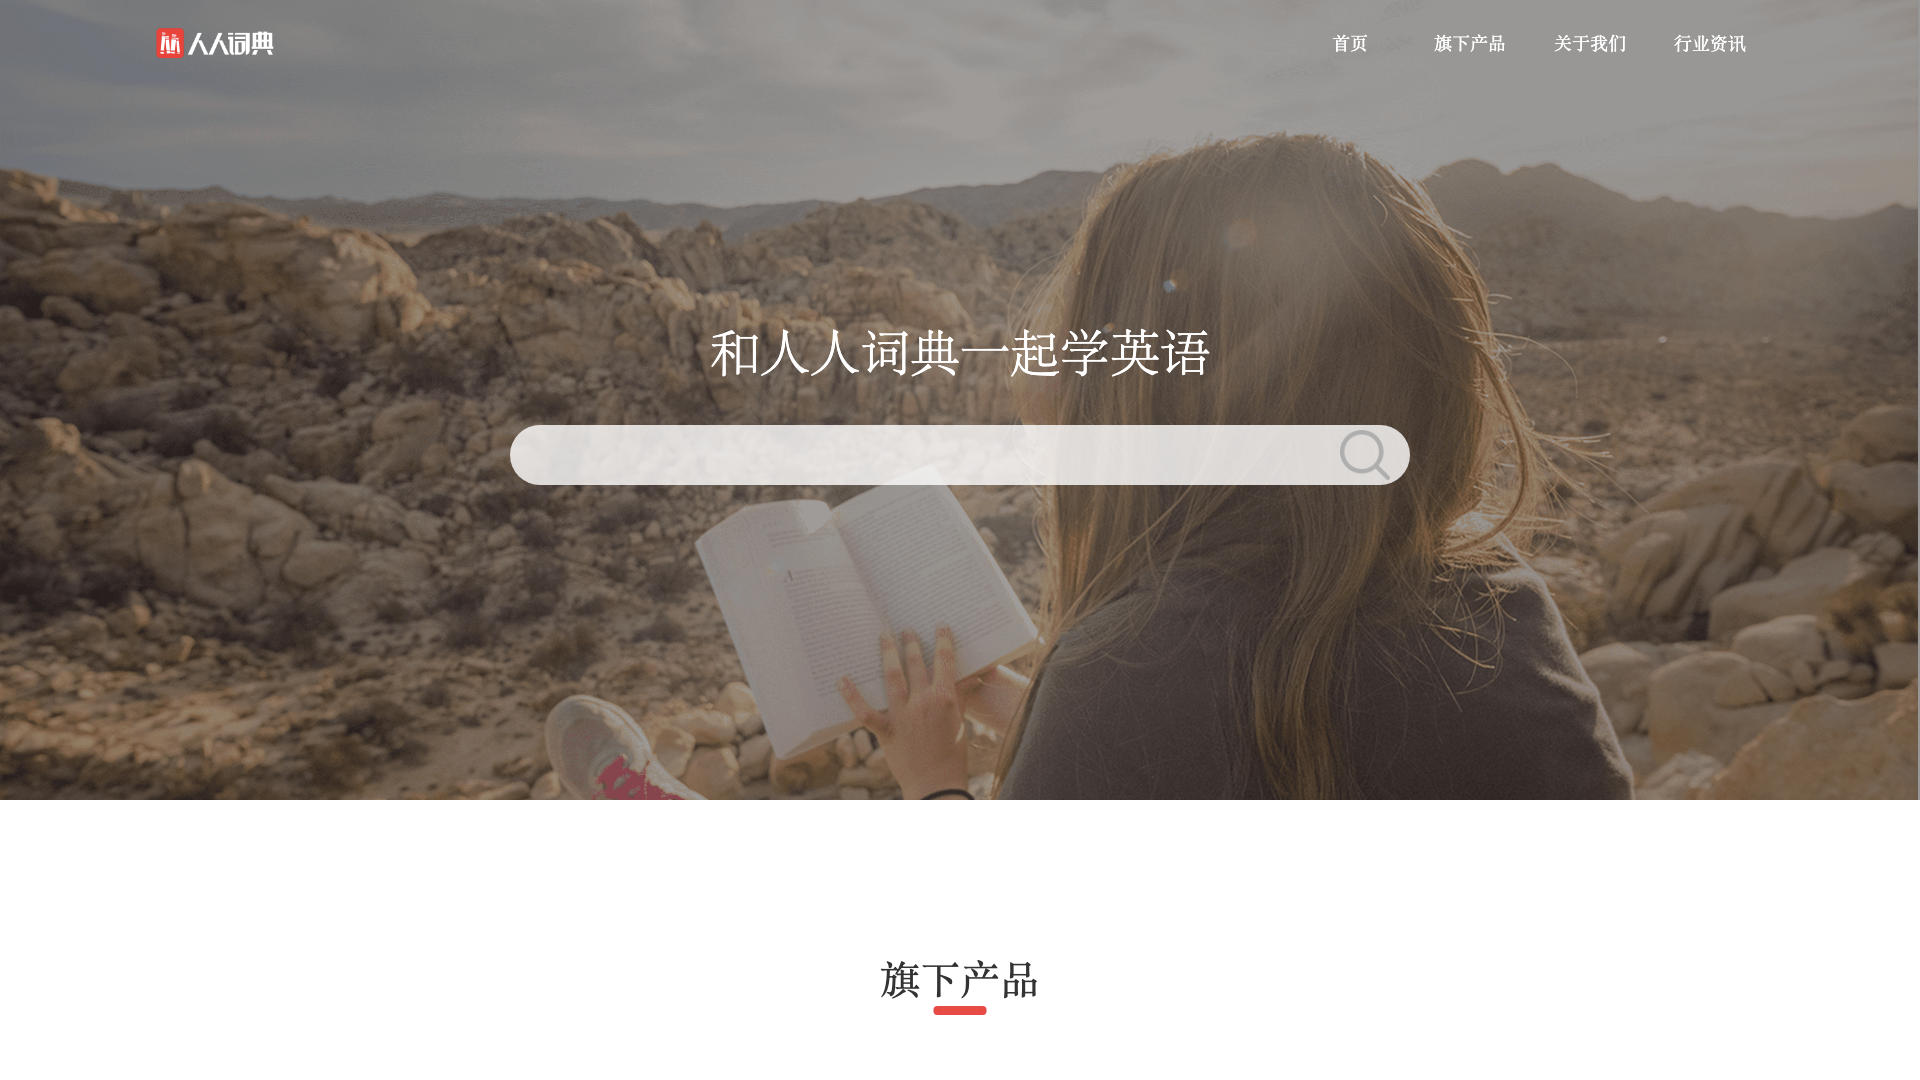 人人词典
首页 旗下产品 关于我们 行业资讯
和人人词典一起学英语
旗下产品